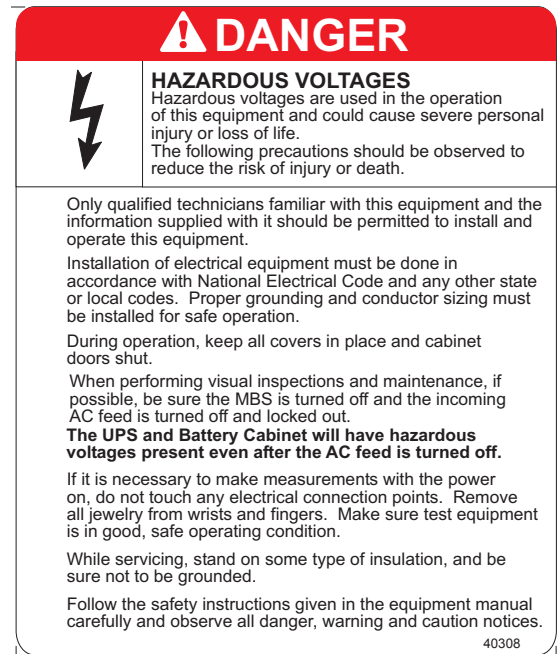 DANGER
HAZARDOUS VOLTAGES
Hazardous voltages are used in the operation
of this equipment and could cause severe personal
injury or loss of life.
The following precautions should be observed to
reduce the risk of injury or death.
Only qualified technicians familiar with this equipment and the
information supplied with it should be permitted to install and
operate this equipment.
Installation of electrical equipment must be done in
accordance with National Electrical Code and any other state
or local codes.  Proper grounding and conductor sizing must
be installed for safe operation.
During operation, keep all covers in place and cabinet
doors shut.
When performing visual inspections and maintenance, if
possible, be sure the MBS is turned off and the incoming
AC feed is turned off and locked out.
The UPS and Battery Cabinet will have hazardous
voltages present even after the AC feed is turned off.
If it is necessary to make measurements with the power
on, do not touch any electrical connection points.  Remove
all jewelry from wrists and fingers.  Make sure test equipment
is in good, safe operating condition.
While servicing, stand on some type of insulation, and be
sure not to be grounded.
Follow the safety instructions given in the equipment manual
carefully and observe all danger, warning and caution notices.
40308